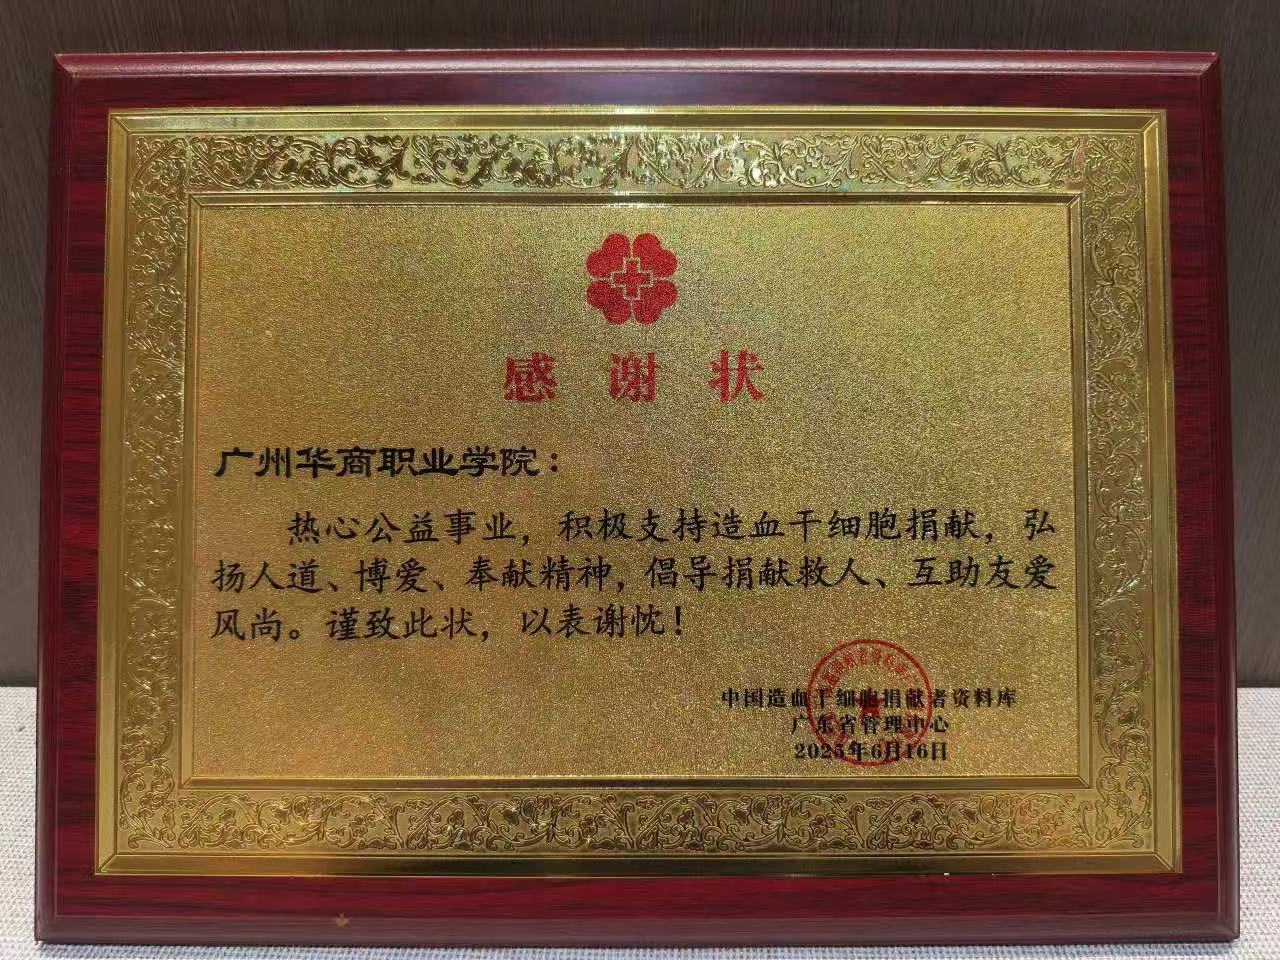 感谢状
广州华商职业学院：
热心公益事业，积极支持造血干细胞捐献，弘
扬人道、博爱、奉献精神，倡导捐献救人、互助友爱
风尚。谨致此状，以表谢忱！
中国造血干细胞捐献者资料库
广东省管理中心
2025年6月16日